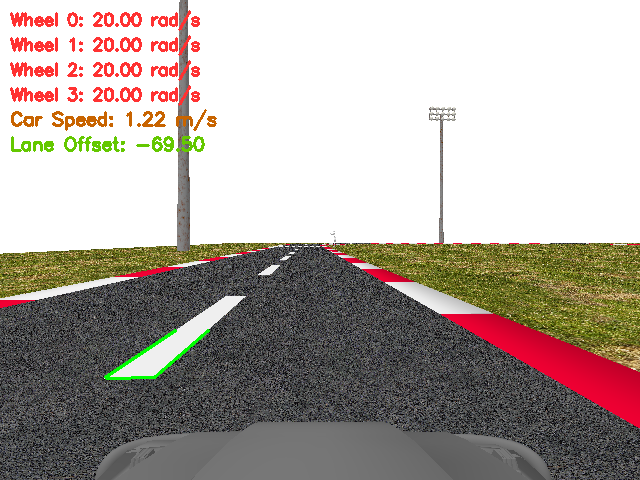 Wheel 0: 20.00 rad/s
Wheel 1: 20.00 rad/s
Wheel 2: 20.00 rad/s
Wheel 3: 20.00 rad/s
Car Speed: 1.22 m/s
Lane Offset: -69.50